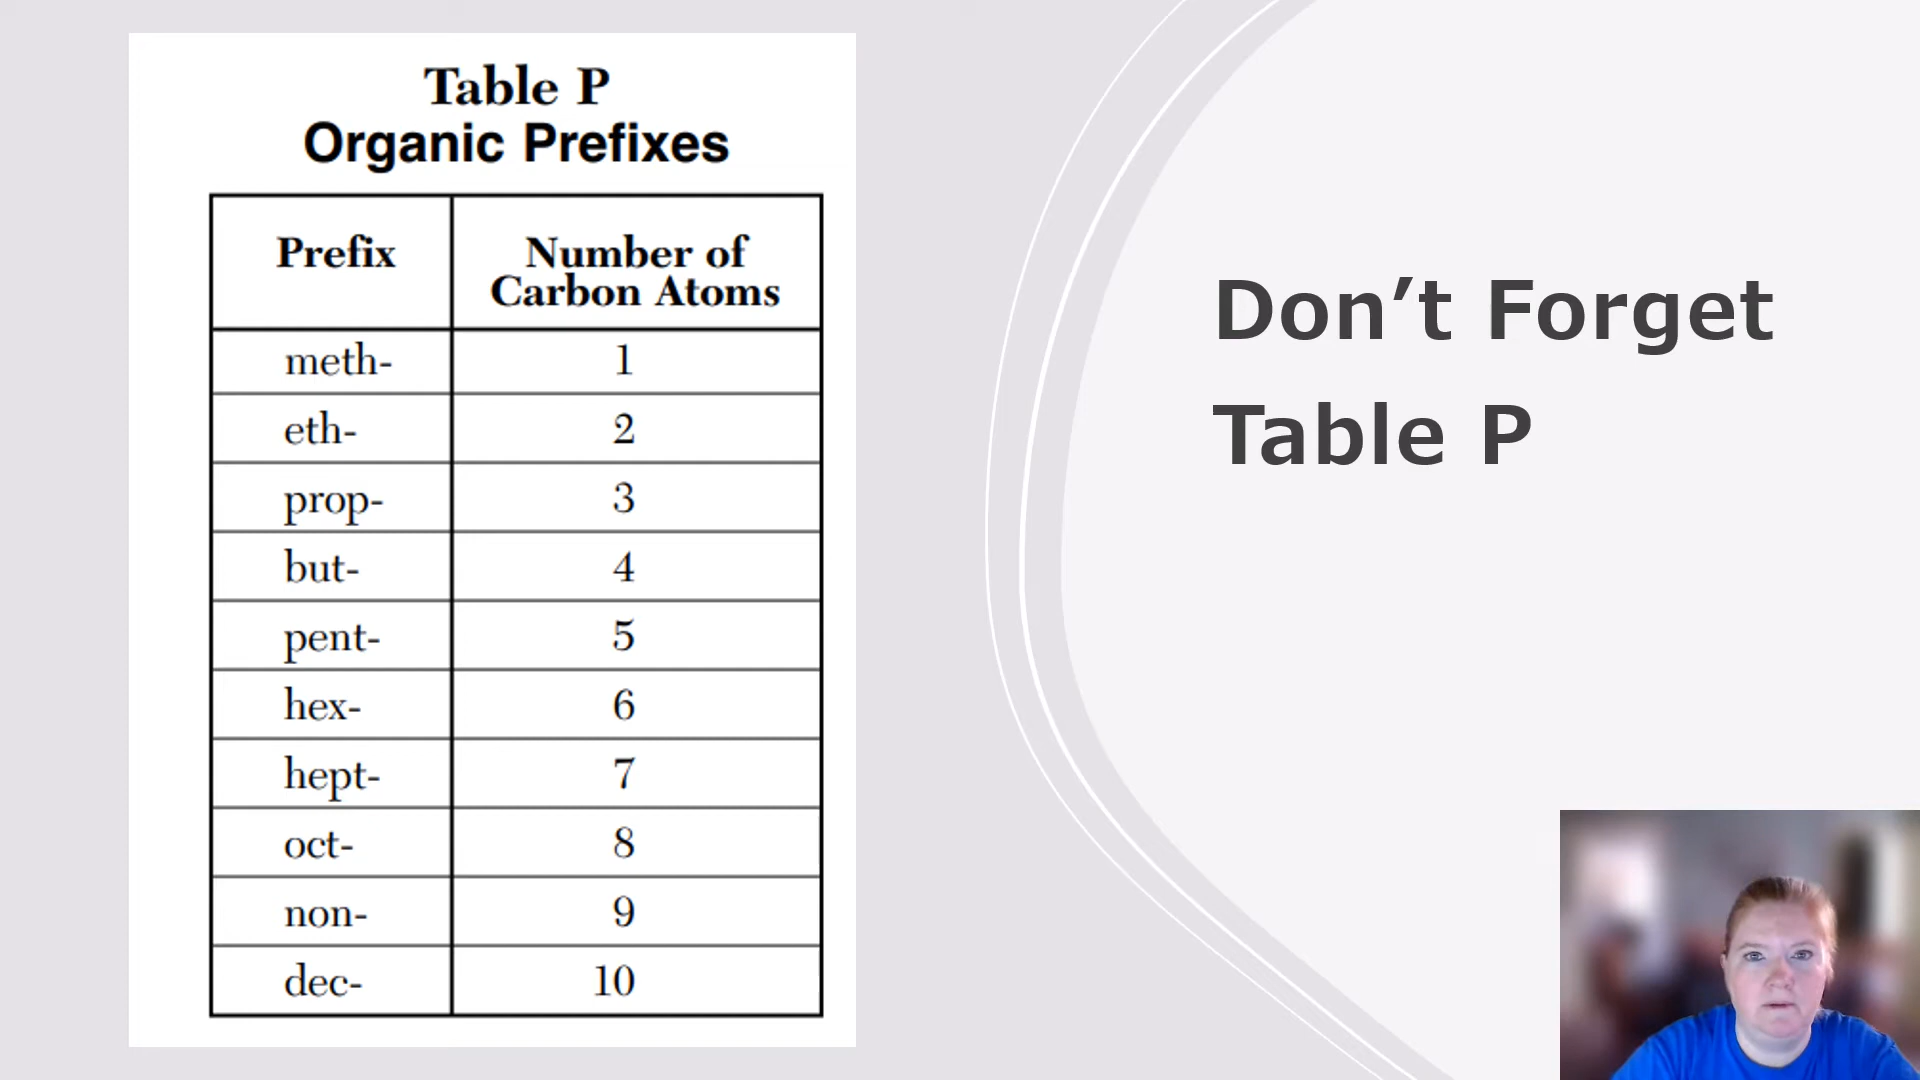 Table P
Organic Prefixes
Prefix
Number of
Carbon Atoms
meth- 1
eth- 2
prop- 3
but- 4
pent- 5
hex- 6
hept- 7
oct- 8
non- 9
dec- 10
Don’t Forget
Table P